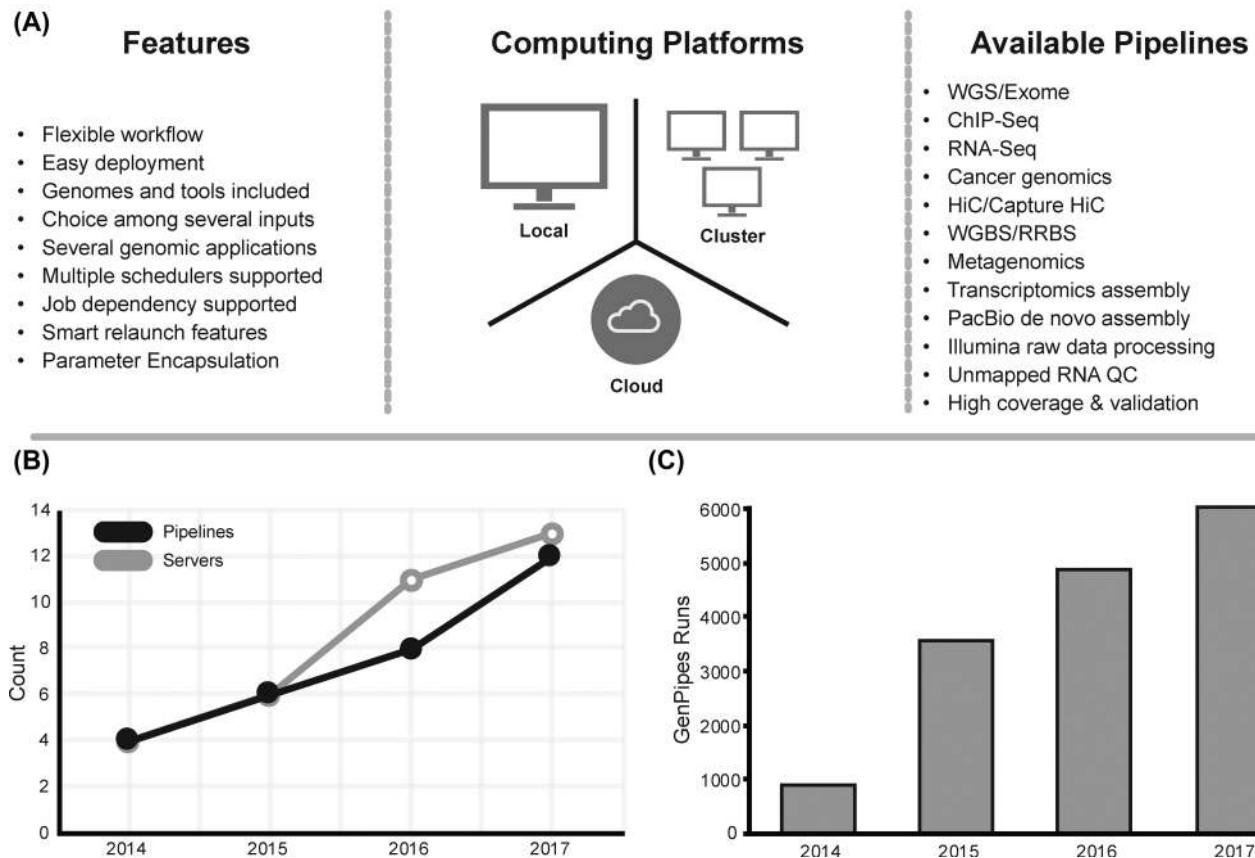 (A)
Features
• Flexible workflow
• Easy deployment
• Genomes and tools included
• Choice among several inputs
• Several genomic applications
• Multiple schedulers supported
• Job dependency supported
• Smart relaunch features
• Parameter Encapsulation
Computing Platforms
Local
Cluster
Cloud
Available Pipelines
• WGS/Exome
• ChIP-Seq
• RNA-Seq
• Cancer genomics
• HiC/Capture HiC
• WGBS/RRBS
• Metagenomics
• Transcriptomics assembly
• PacBio de novo assembly
• Illumina raw data processing
• Unmapped RNA QC
• High coverage & validation
(B)
Pipelines
Servers
Count
14
12
10
8
6
4
2
0
2014 2015 2016 2017
(C)
GenPipes Runs
6000
5000
4000
3000
2000
1000
0
2014 2015 2016 2017